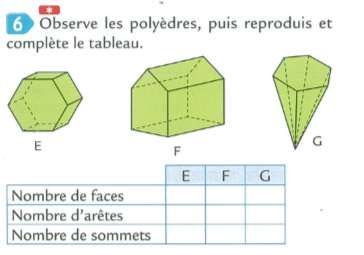 *
6 Observe les polyèdres, puis reproduis et
complète le tableau.
E
F
G
E F G
Nombre de faces
Nombre d'arêtes
Nombre de sommets